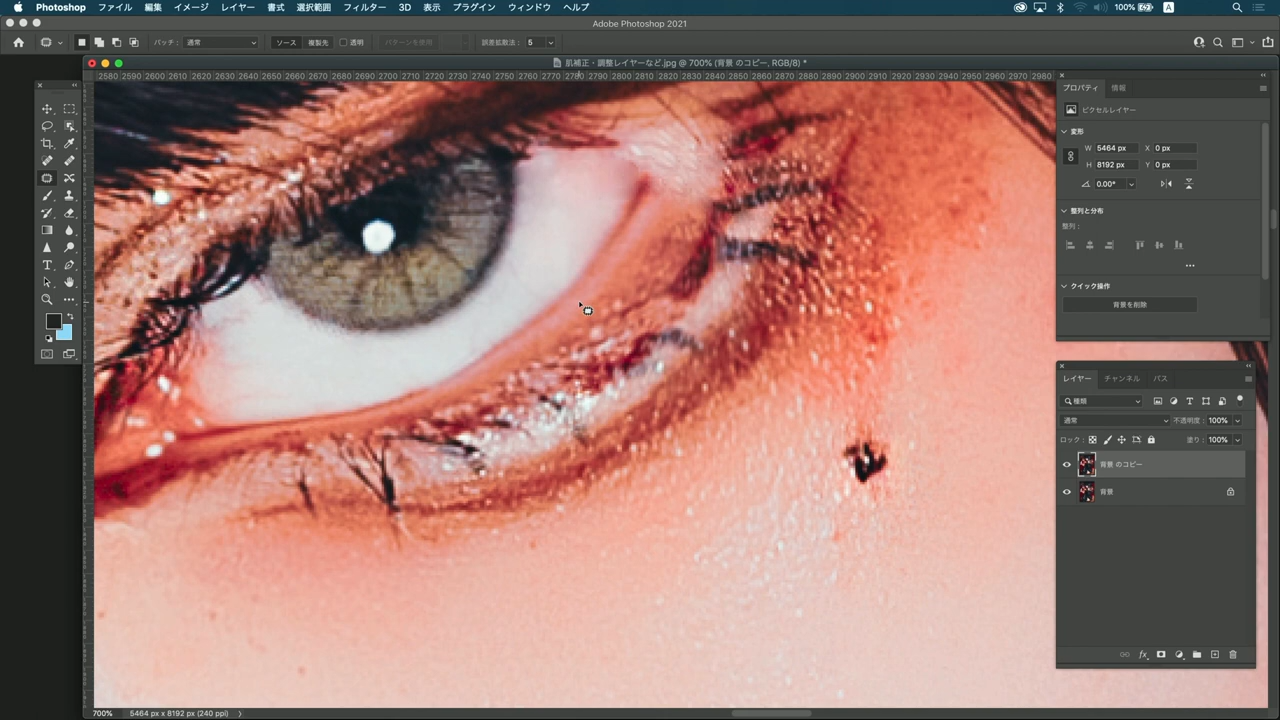 Photoshop ファイル 編集 イメージ レイヤー 書式 選択範囲 フィルター 3D 表示 プラグイン ウィンドウ ヘルプ 100% A
Adobe Photoshop 2021
パッチ : 通常 ソース 複製先 透明 パターンを使用 誤差拡散法 : 5
肌補正・調整レイヤーなど.jpg @ 700% (背景 のコピー, RGB/8) *
2580 2590 2600 2610 2620 2630 2640 2650 2660 2670 2680 2690 2700 2710 2720 2730 2740 2750 2760 2770 2780 2790 2800 2810 2820 2830 2840 2850 2860 2870 2880 2890 2900 2910 2920 2930 2940 2950 2960 2970 2980
プロパティ 情報
ピクセルレイヤー
変形
W 5464 px X 0 px
H 8192 px Y 0 px
0.00°
整列と分布
整列 :
クイック操作
背景を削除
レイヤー チャンネル パス
種類
通常 不透明度 : 100%
ロック : 塗り : 100%
背景 のコピー
背景
fx
700% 5464 px x 8192 px (240 ppi)